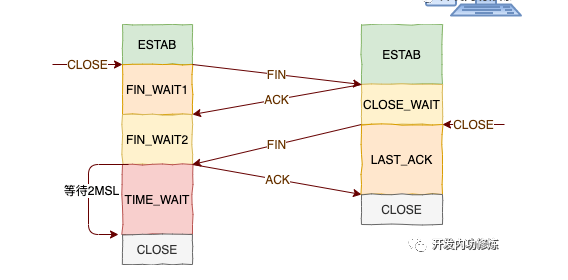 ESTAB
ESTAB
CLOSE
FIN
FIN_WAIT1
ACK
CLOSE_WAIT
FIN_WAIT2
FIN
CLOSE
LAST_ACK
ACK
等待2MSL
TIME_WAIT
CLOSE
CLOSE
开发内功修炼